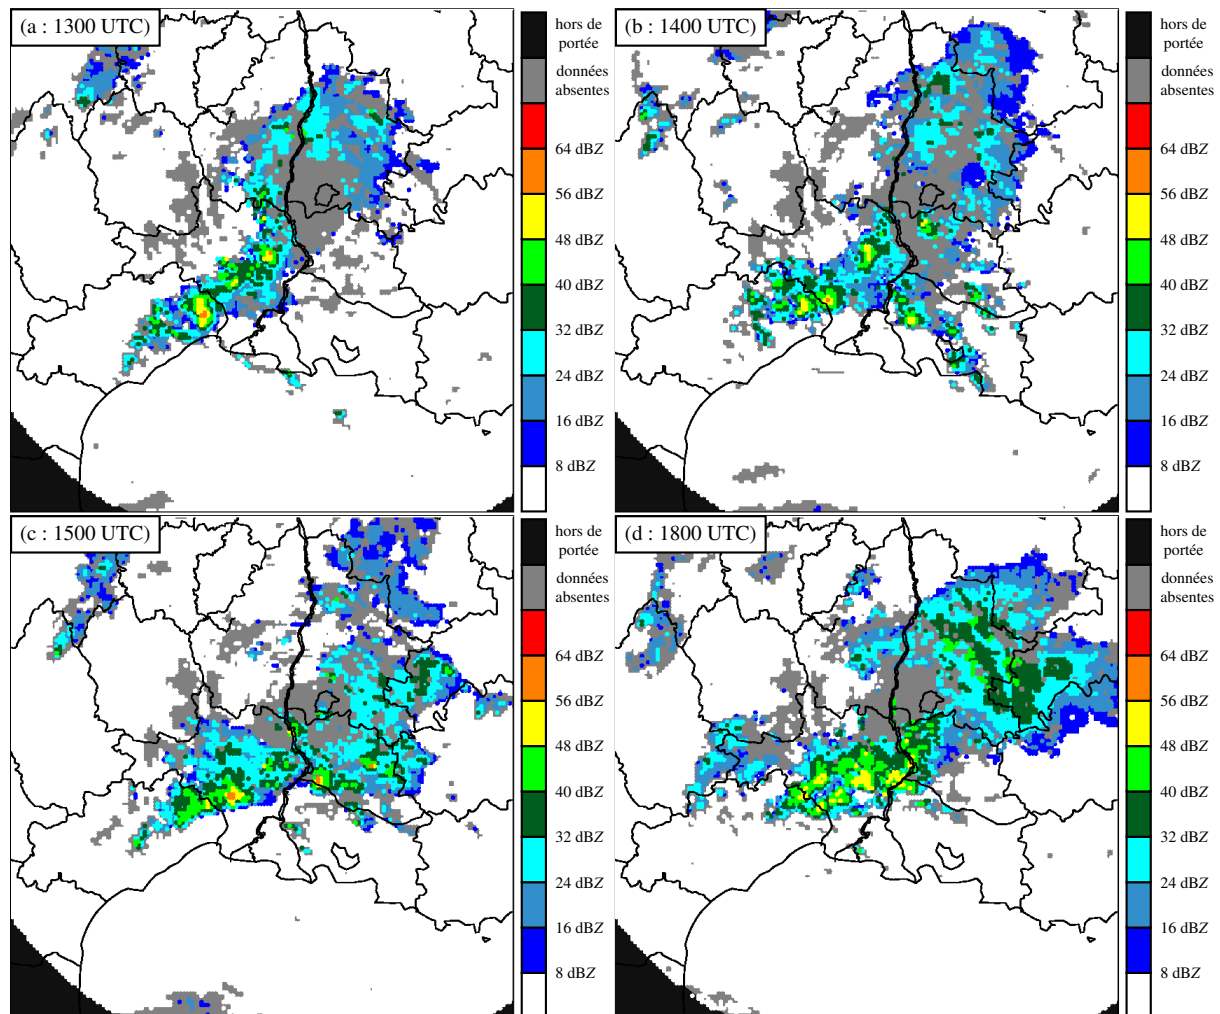 (a : 1300 UTC)
hors de
portée
données
absentes
64 dBZ
56 dBZ
48 dBZ
40 dBZ
32 dBZ
24 dBZ
16 dBZ
8 dBZ
(b : 1400 UTC)
hors de
portée
données
absentes
64 dBZ
56 dBZ
48 dBZ
40 dBZ
32 dBZ
24 dBZ
16 dBZ
8 dBZ
(c : 1500 UTC)
hors de
portée
données
absentes
64 dBZ
56 dBZ
48 dBZ
40 dBZ
32 dBZ
24 dBZ
16 dBZ
8 dBZ
(d : 1800 UTC)
hors de
portée
données
absentes
64 dBZ
56 dBZ
48 dBZ
40 dBZ
32 dBZ
24 dBZ
16 dBZ
8 dBZ